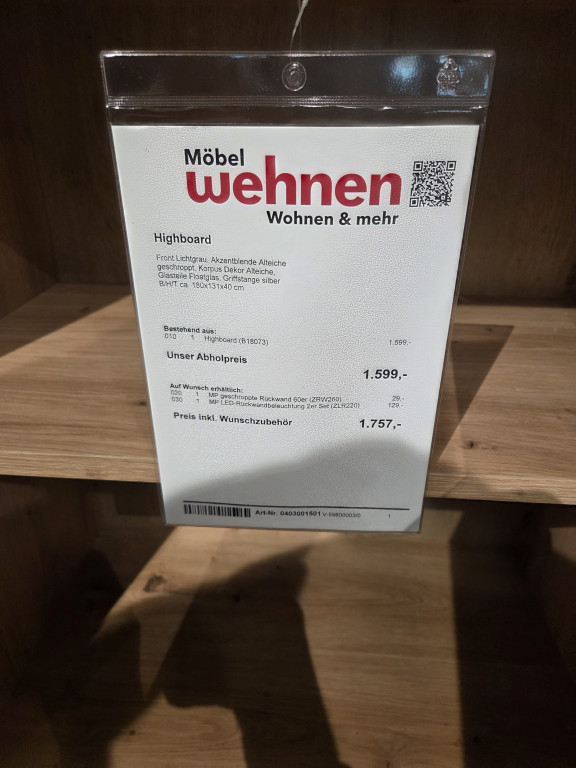 Möbel
wehnen
Wohnen & mehr
Highboard
Front Lichtgrau, Akzentblende Alteiche
geschroppt, Korpus Dekor Alteiche,
Glasteile Floatglas, Griffstange silber
B/H/T ca. 180x131x40 cm
Bestehend aus:
010 1 Highboard (B18073) 1.599,-
Unser Abholpreis
1.599,-
Auf Wunsch erhältlich:
020 1 MP geschroppte Rückwand 60er (ZRW260) 29,-
030 1 MP LED-Rückwandbeleuchtung 2er Set (ZLR220) 129,-
Preis inkl. Wunschzubehör 1.757,-
Art-Nr. 0403001501 1